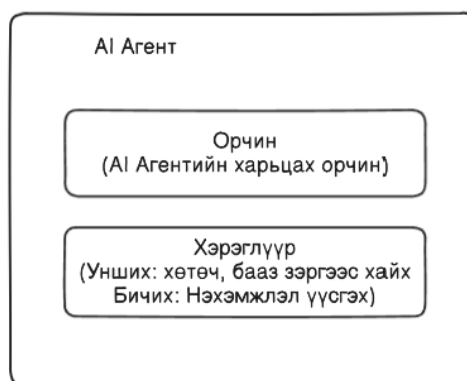 AI Агент
Орчин
(AI Агентийн харьцах орчин)
Хэрэглүүр
(Унших: хөтөч, бааз зэргээс хайх
Бичих: Нэхэмжлэл үүсгэх)